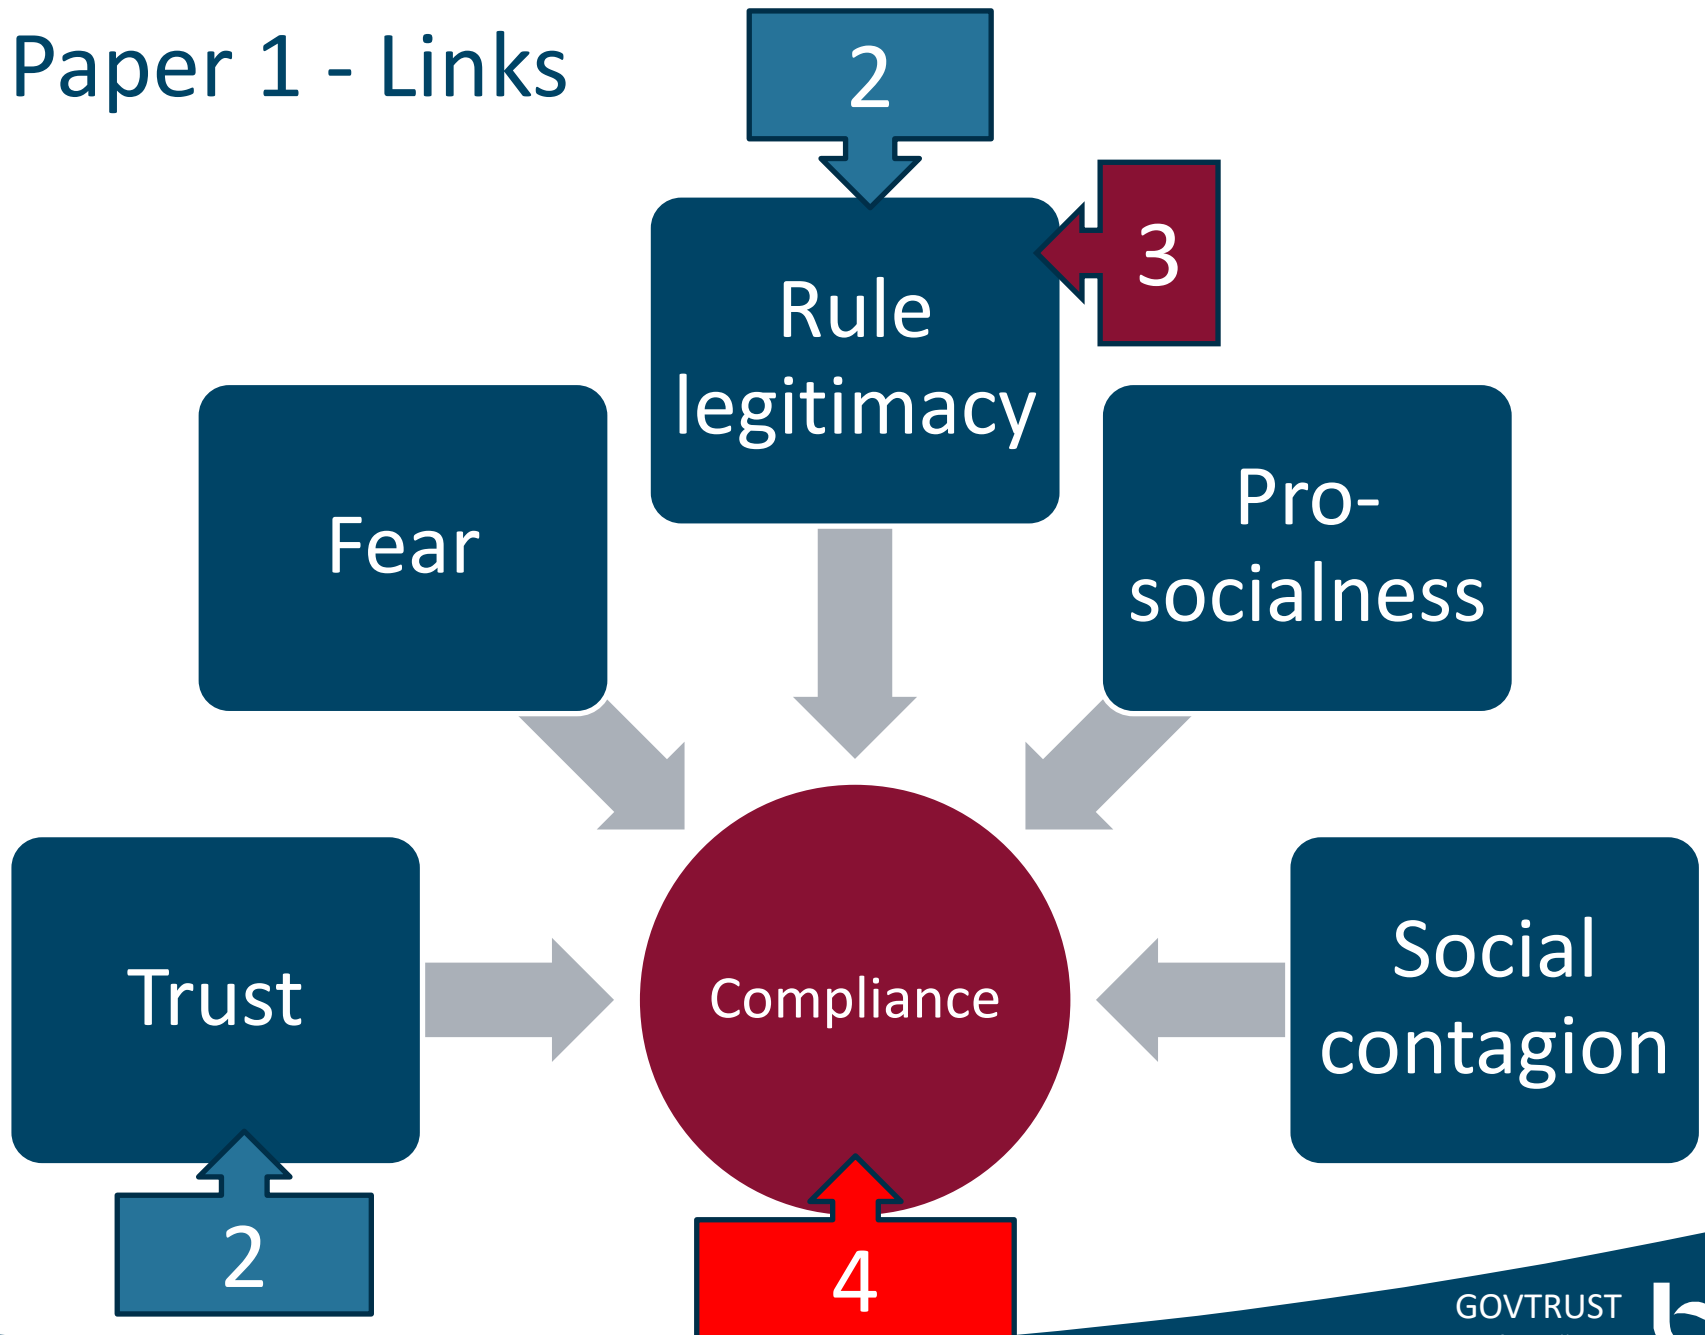 Paper 1 - Links
2
3
Rule
legitimacy
Fear
Pro-
socialness
Trust
Compliance
Social
contagion
2
4
GOVTRUST